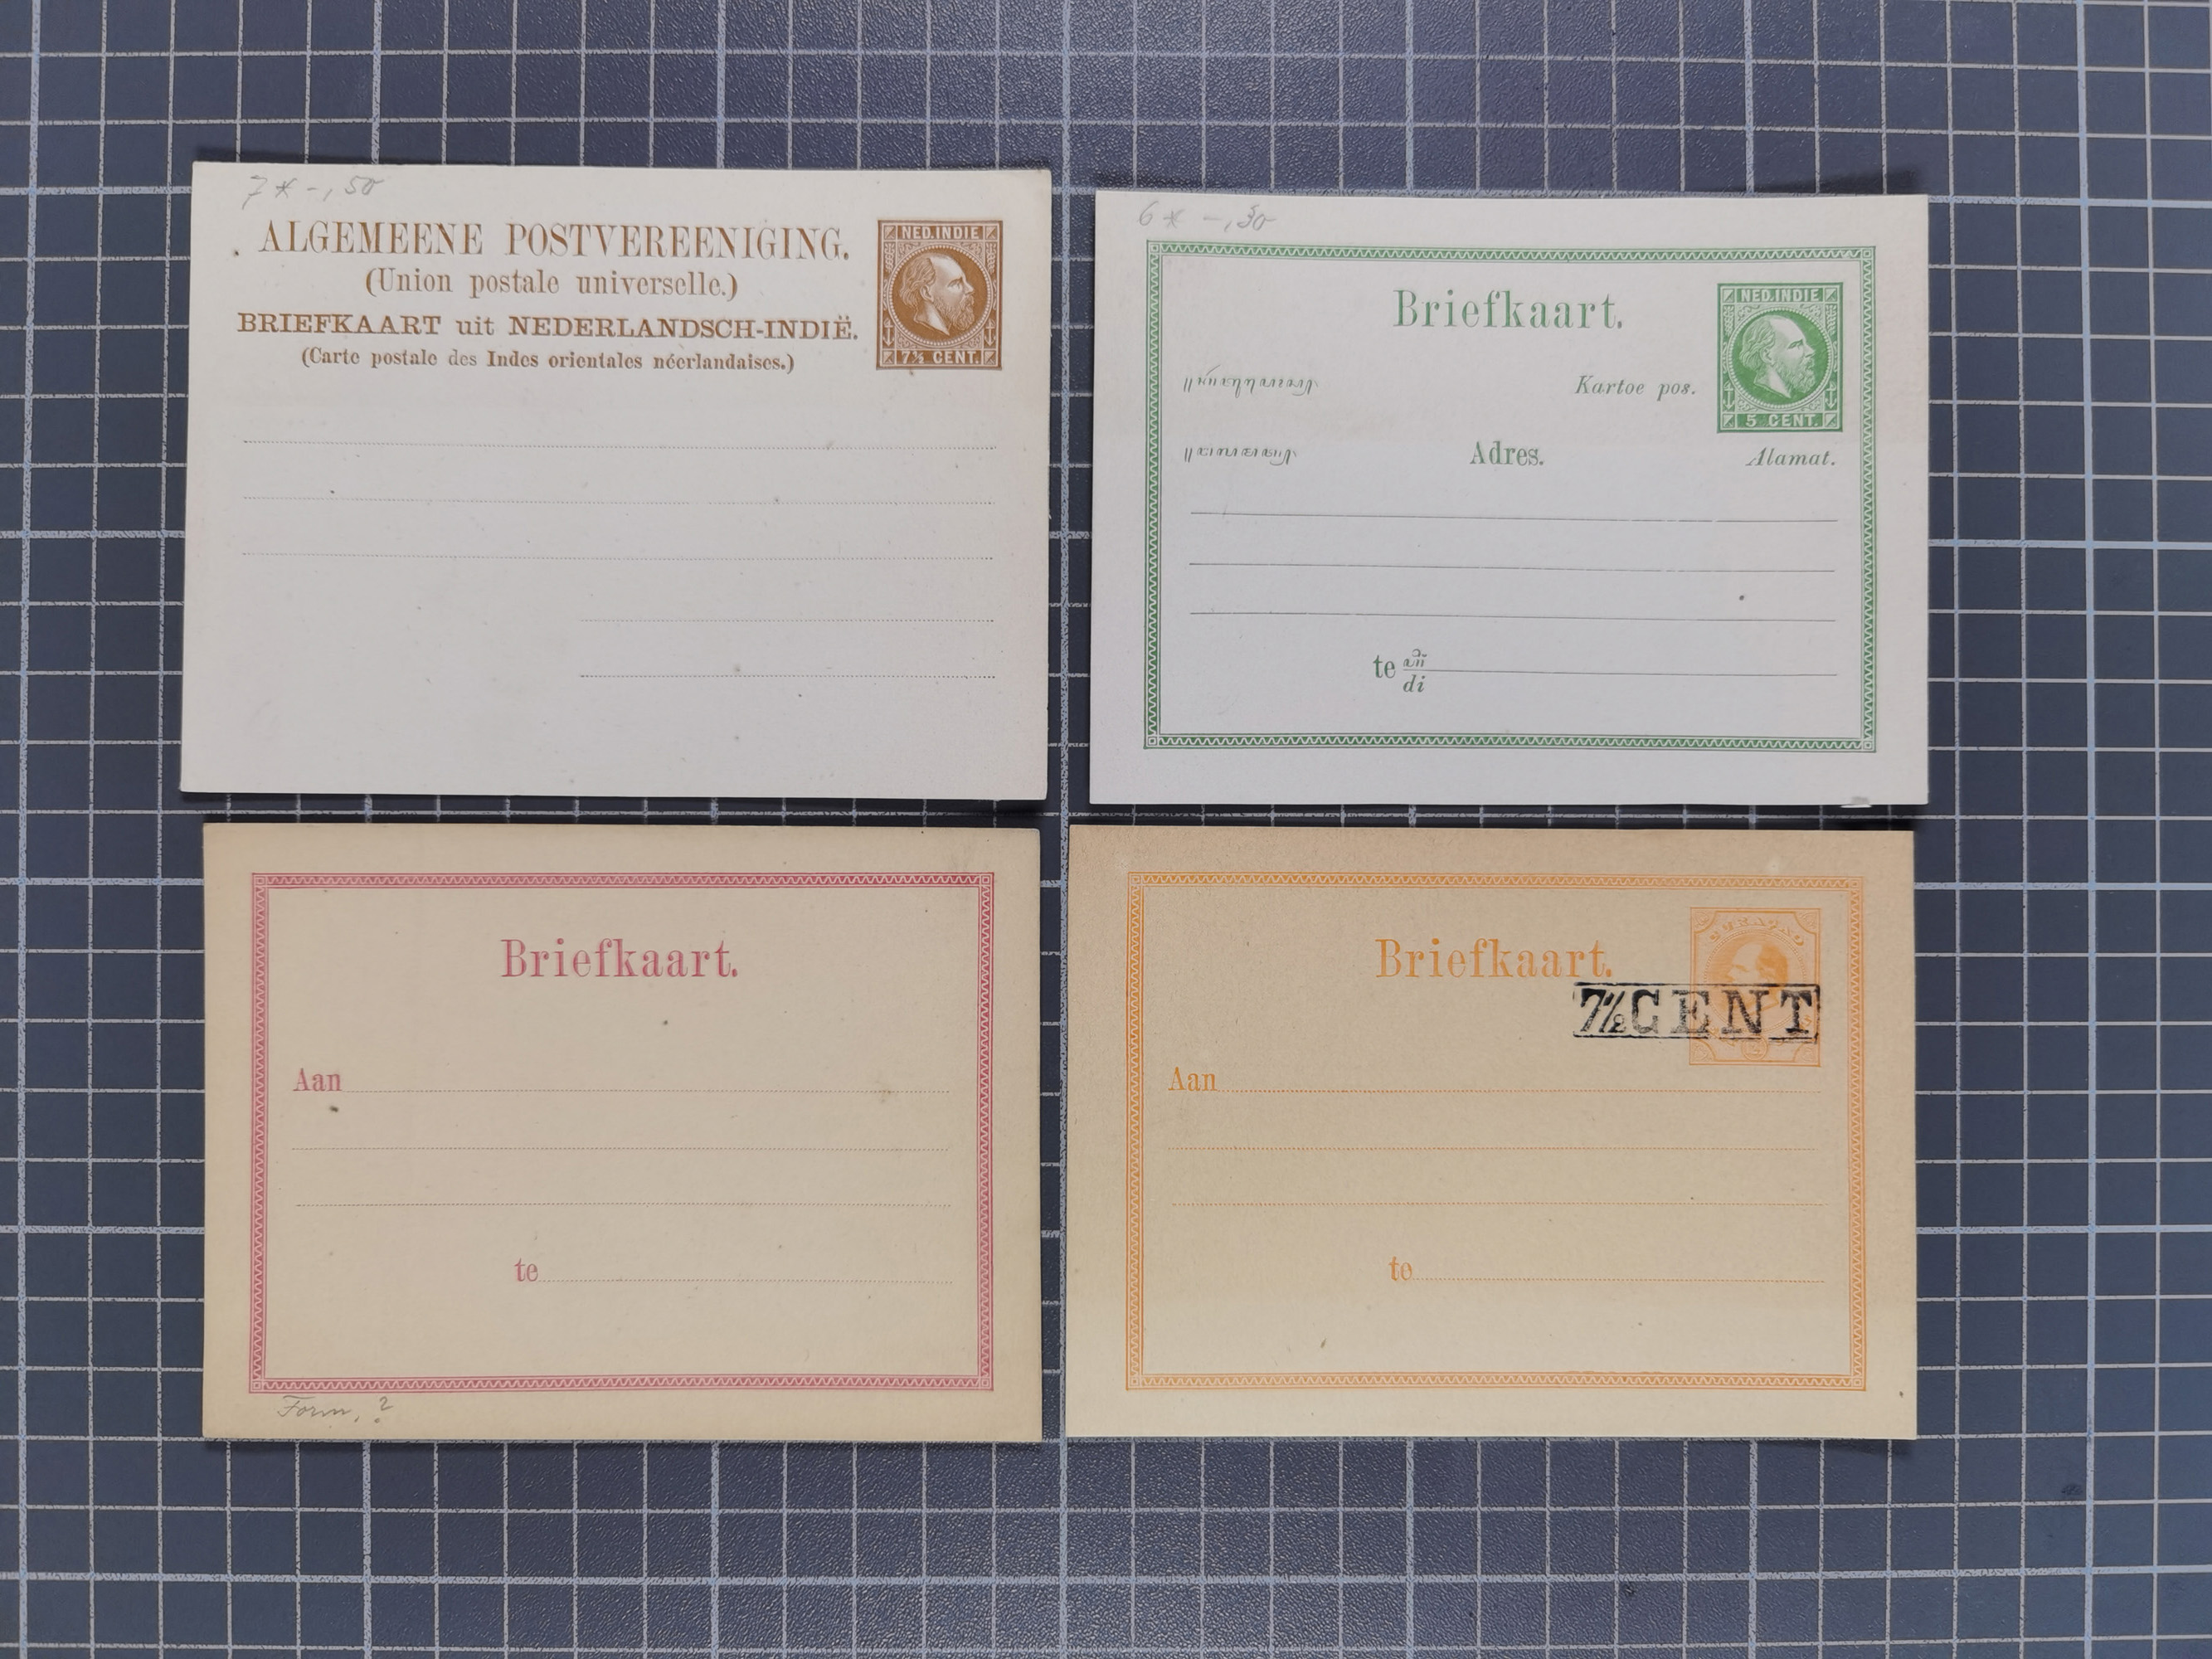 7 * -,50
ALGEMEENE POSTVEREENIGING.
(Union postale universelle.)
BRIEFKAART uit NEDERLANDSCH-INDIË.
(Carte postale des Indes orientales néerlandaises.)
NED. INDIE
7½ CENT.
6 * -,30
Briefkaart.
NED. INDIE
5 CENT.
Kartoe pos.
Adres.
Alamat.
te
di
Briefkaart.
Aan
te
Form. ?
Briefkaart.
CURAÇAO
7½ CENT
Aan
te